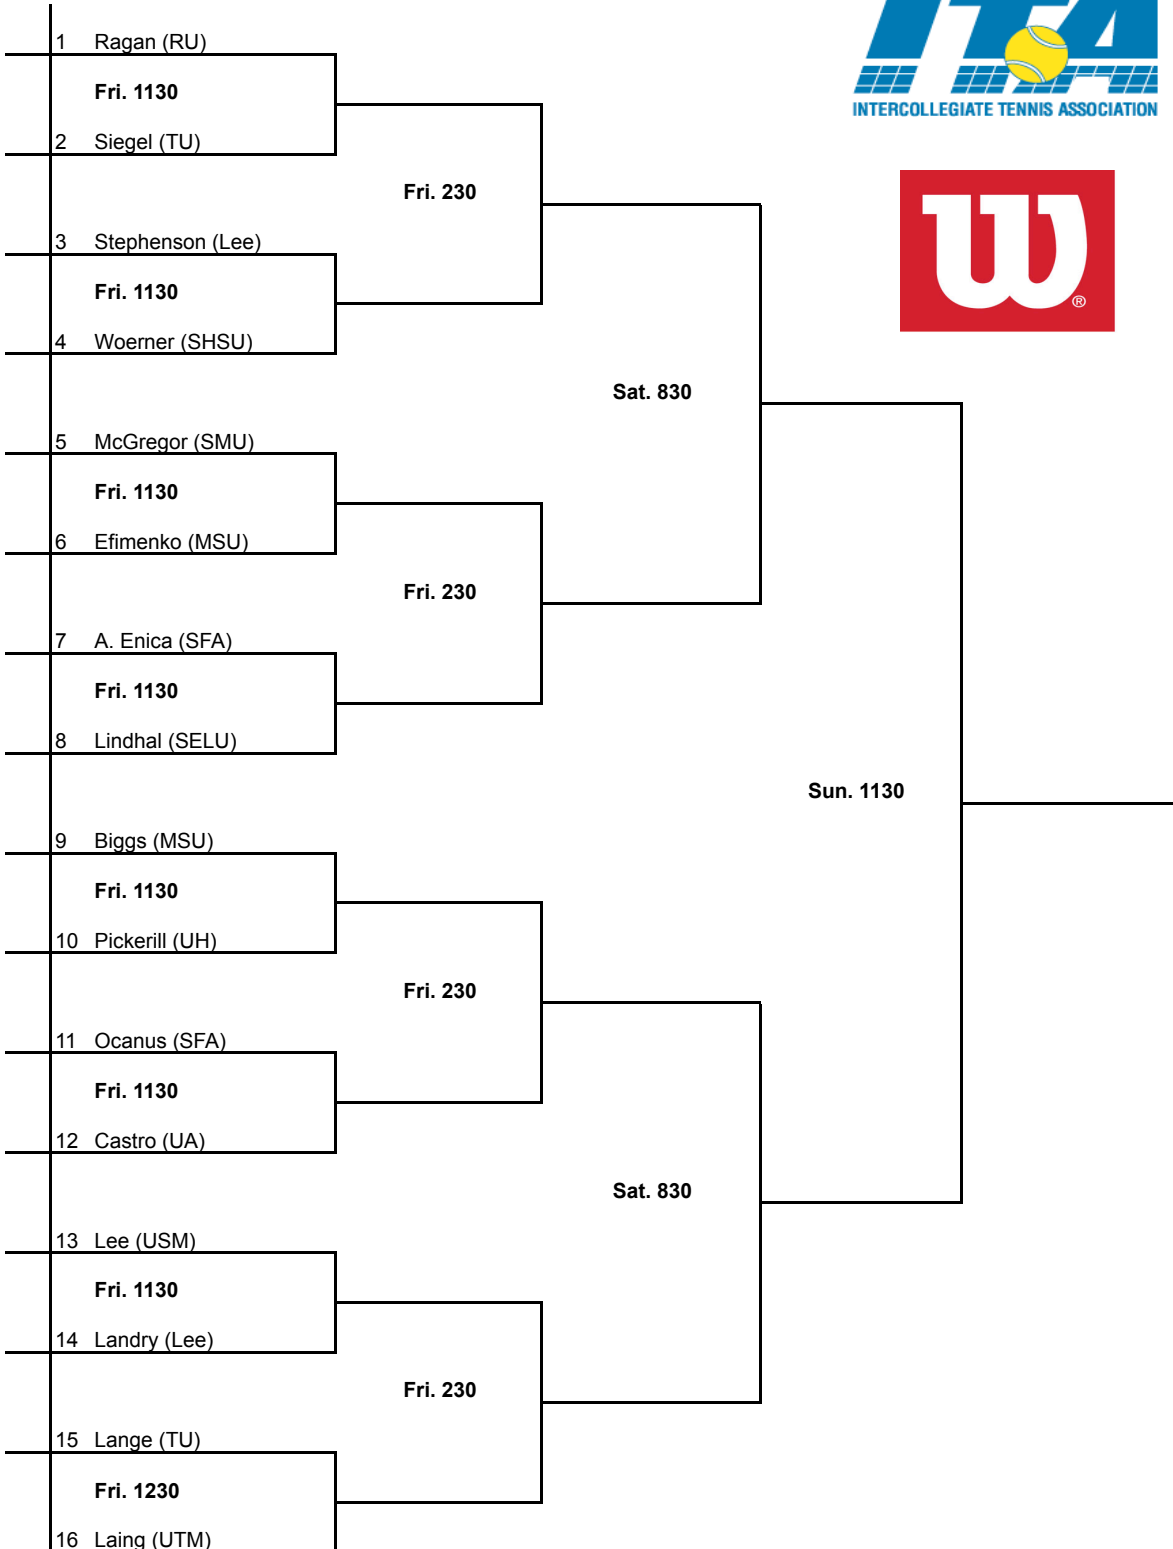 ITA
INTERCOLLEGIATE TENNIS ASSOCIATION
W
®
1 Ragan (RU)
Fri. 1130
2 Siegel (TU)
Fri. 230
3 Stephenson (Lee)
Fri. 1130
4 Woerner (SHSU)
Sat. 830
5 McGregor (SMU)
Fri. 1130
6 Efimenko (MSU)
Fri. 230
7 A. Enica (SFA)
Fri. 1130
8 Lindhal (SELU)
Sun. 1130
9 Biggs (MSU)
Fri. 1130
10 Pickerill (UH)
Fri. 230
11 Ocanus (SFA)
Fri. 1130
12 Castro (UA)
Sat. 830
13 Lee (USM)
Fri. 1130
14 Landry (Lee)
Fri. 230
15 Lange (TU)
Fri. 1230
16 Laing (UTM)